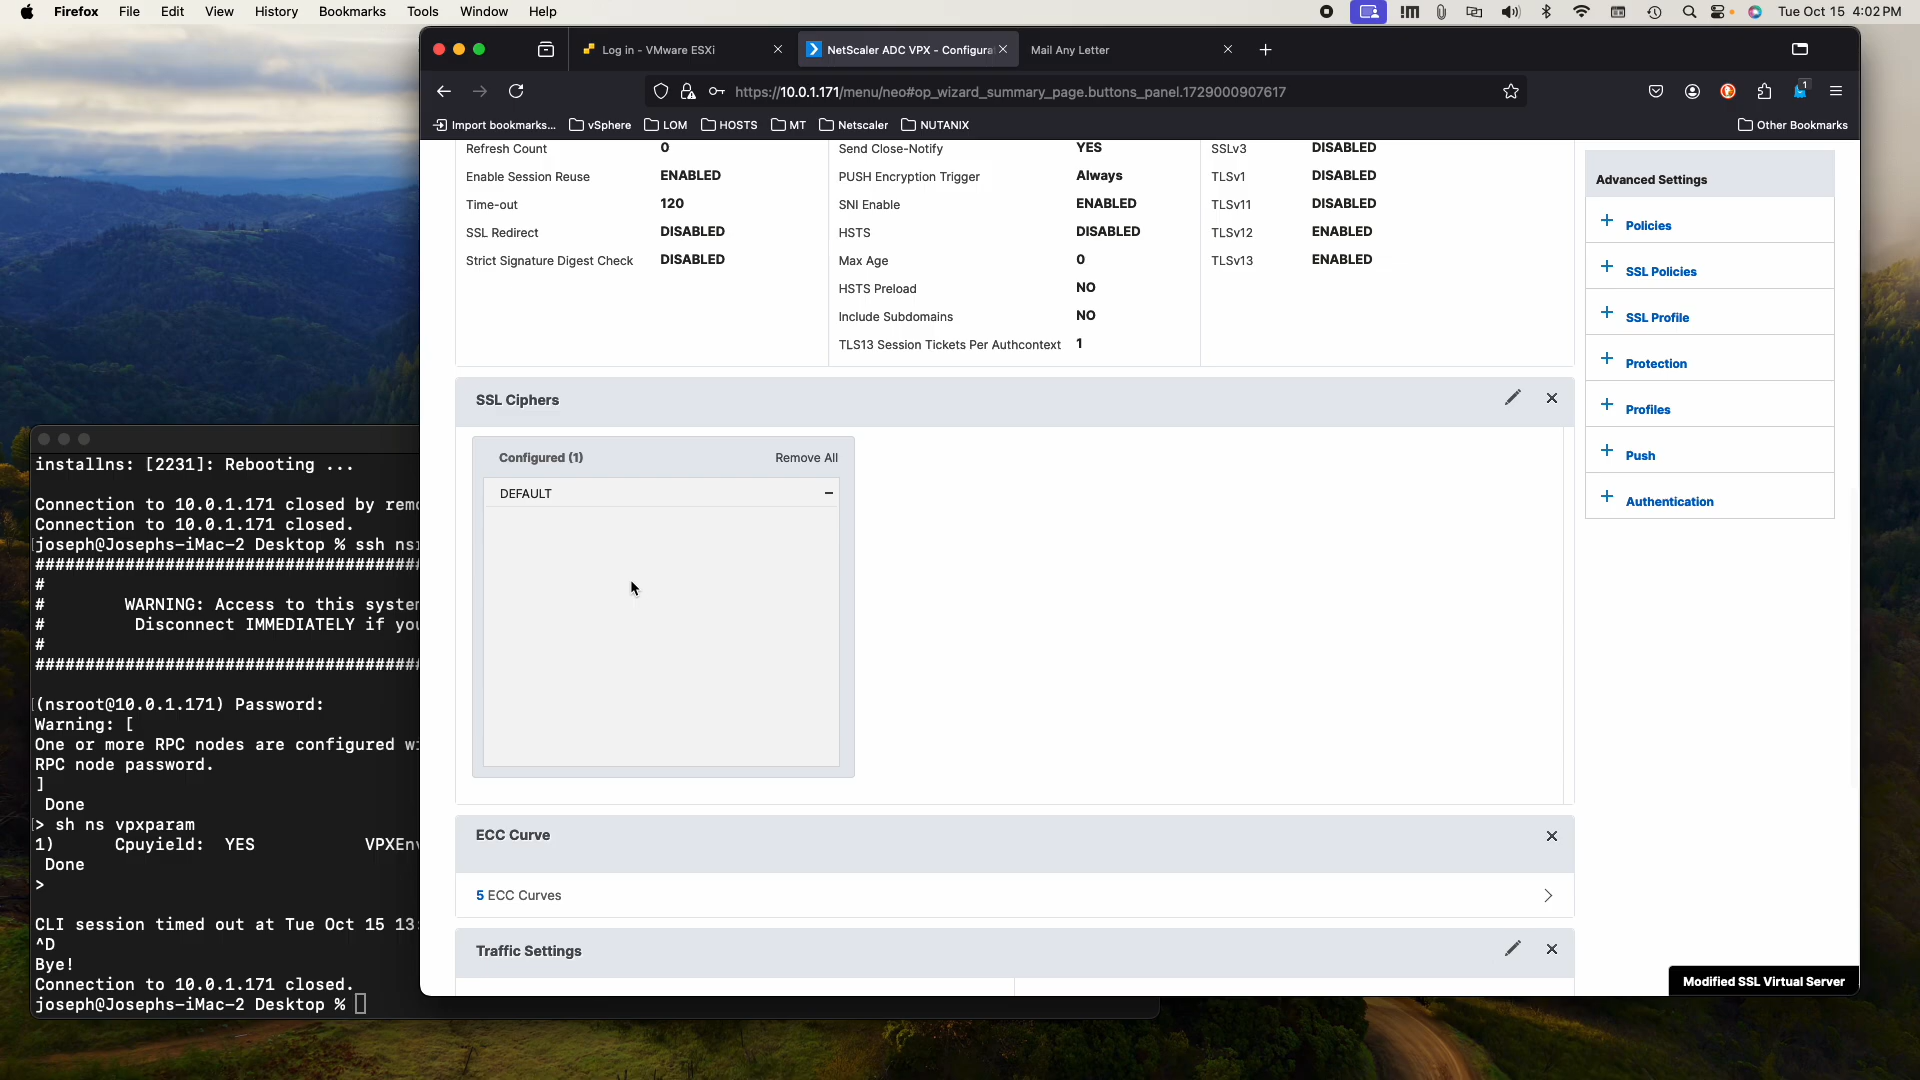 Firefox File Edit View History Bookmarks Tools Window Help
Tue Oct 15 4:02 PM
Log in - VMware ESXi
NetScaler ADC VPX - Configura
Mail Any Letter
https://10.0.1.171/menu/neo#op_wizard_summary_page.buttons_panel.1729000907617
1
Import bookmarks... vSphere LOM HOSTS MT Netscaler NUTANIX
Other Bookmarks
Refresh Count 0
Enable Session Reuse ENABLED
Time-out 120
SSL Redirect DISABLED
Strict Signature Digest Check DISABLED
Send Close-Notify YES
PUSH Encryption Trigger Always
SNI Enable ENABLED
HSTS DISABLED
Max Age 0
HSTS Preload NO
Include Subdomains NO
TLS13 Session Tickets Per Authcontext 1
SSLv3 DISABLED
TLSv1 DISABLED
TLSv11 DISABLED
TLSv12 ENABLED
TLSv13 ENABLED
Advanced Settings
+ Policies
+ SSL Policies
+ SSL Profile
+ Protection
+ Profiles
+ Push
+ Authentication
SSL Ciphers
Configured (1) Remove All
DEFAULT
ECC Curve
5 ECC Curves
Traffic Settings
Modified SSL Virtual Server
installns: [2231]: Rebooting ...
Connection to 10.0.1.171 closed by
Connection to 10.0.1.171 closed.
joseph@Josephs-iMac-2 Desktop % ssh
#######################################
#
# WARNING: Access to this
# Disconnect IMMEDIATELY if
#
#######################################
(nsroot@10.0.1.171) Password:
Warning: [
One or more RPC nodes are configured
RPC node password.
]
Done
> sh ns vpxparam
1) Cpuyield: YES
Done
>
CLI session timed out at Tue Oct 15
^D
Bye!
Connection to 10.0.1.171 closed.
joseph@Josephs-iMac-2 Desktop %